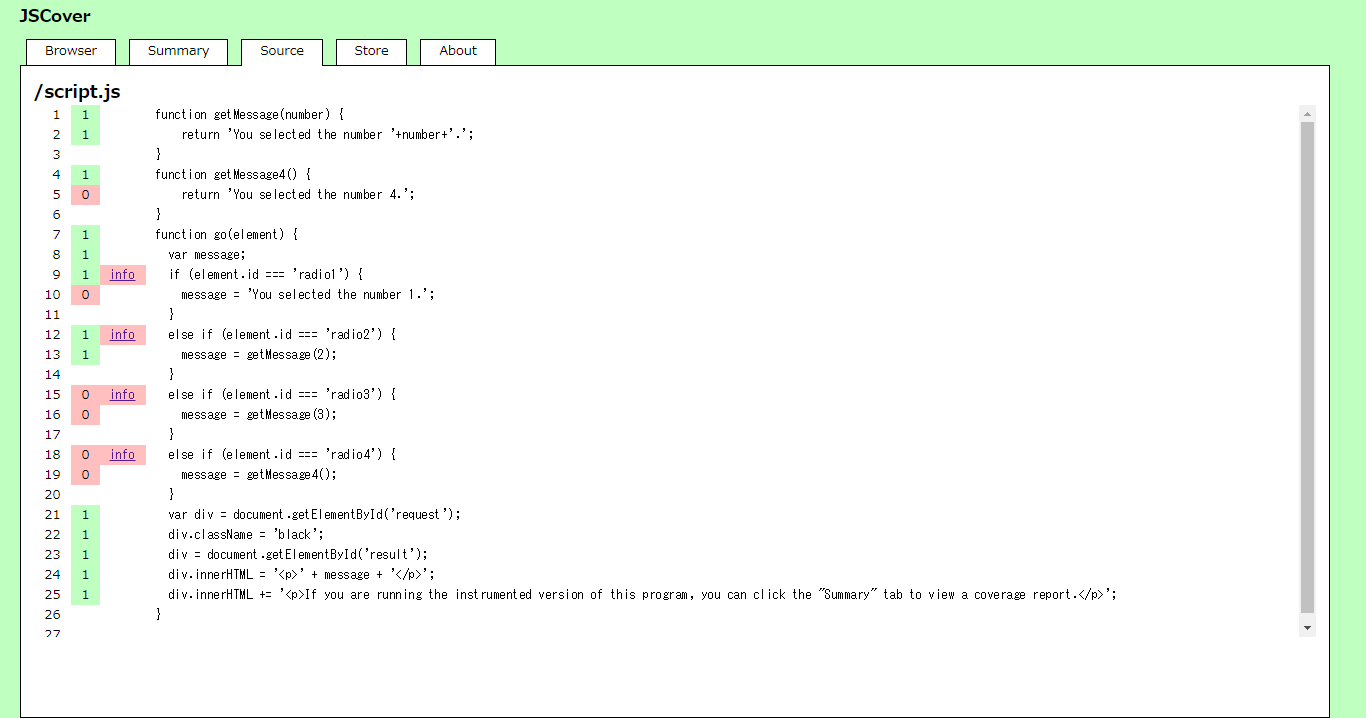 JSCover
Browser Summary Source Store About
/script.js
1 1 function getMessage(number) {
2 1 return 'You selected the number '+number+'.';
3 }
4 1 function getMessage4() {
5 0 return 'You selected the number 4.';
6 }
7 1 function go(element) {
8 1 var message;
9 1 info if (element.id === 'radio1') {
10 0 message = 'You selected the number 1.';
11 }
12 1 info else if (element.id === 'radio2') {
13 1 message = getMessage(2);
14 }
15 0 info else if (element.id === 'radio3') {
16 0 message = getMessage(3);
17 }
18 0 info else if (element.id === 'radio4') {
19 0 message = getMessage4();
20 }
21 1 var div = document.getElementById('request');
22 1 div.className = 'black';
23 1 div = document.getElementById('result');
24 1 div.innerHTML = '<p>' + message + '</p>';
25 1 div.innerHTML += '<p>If you are running the instrumented version of this program, you can click the "Summary" tab to view a coverage report.</p>';
26 }
27